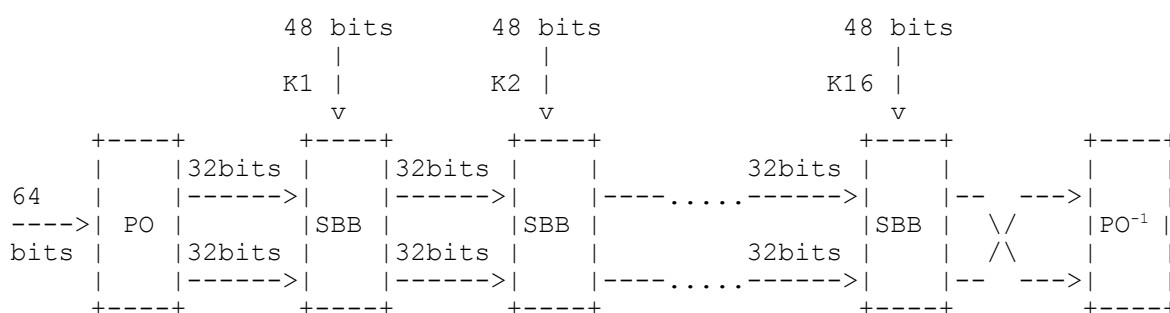 48 bits 48 bits 48 bits
K1 K2 K16
v v v
32bits 32bits 32bits
64
PO SBB SBB ..... SBB PO⁻¹
bits 32bits 32bits 32bits
.....